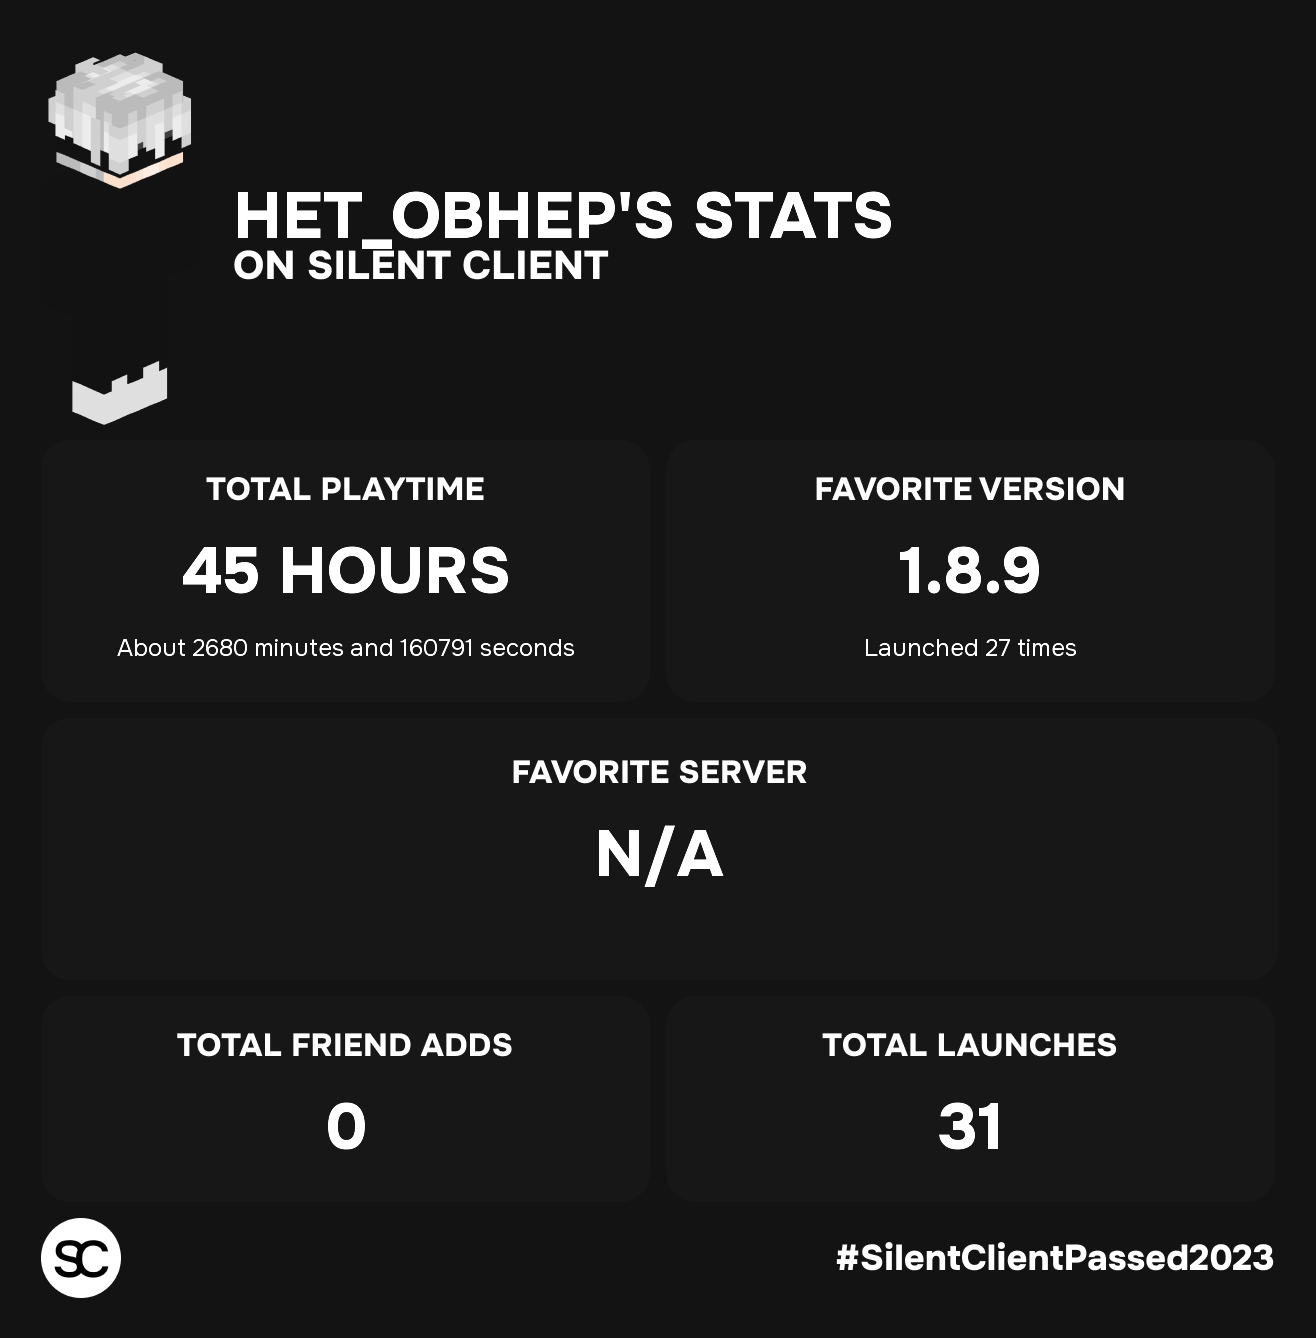 HET_OBHEP'S STATS
ON SILENT CLIENT
TOTAL PLAYTIME
45 HOURS
About 2680 minutes and 160791 seconds
FAVORITE VERSION
1.8.9
Launched 27 times
FAVORITE SERVER
N/A
TOTAL FRIEND ADDS
0
TOTAL LAUNCHES
31
SC
#SilentClientPassed2023